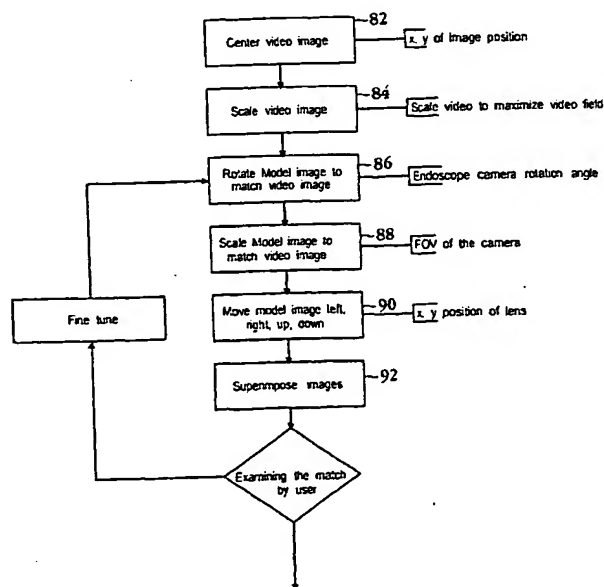 82
Center video image
x, y of Image position
84
Scale video image
Scale video to maximize video field
86
Rotate Model image to
match video image
Endoscope camera rotation angle
88
Scale Model image to
match video image
FOV of the camera
90
Move model image left,
right, up, down
x, y position of lens
Fine tune
92
Superimpose images
Examining the match
by user